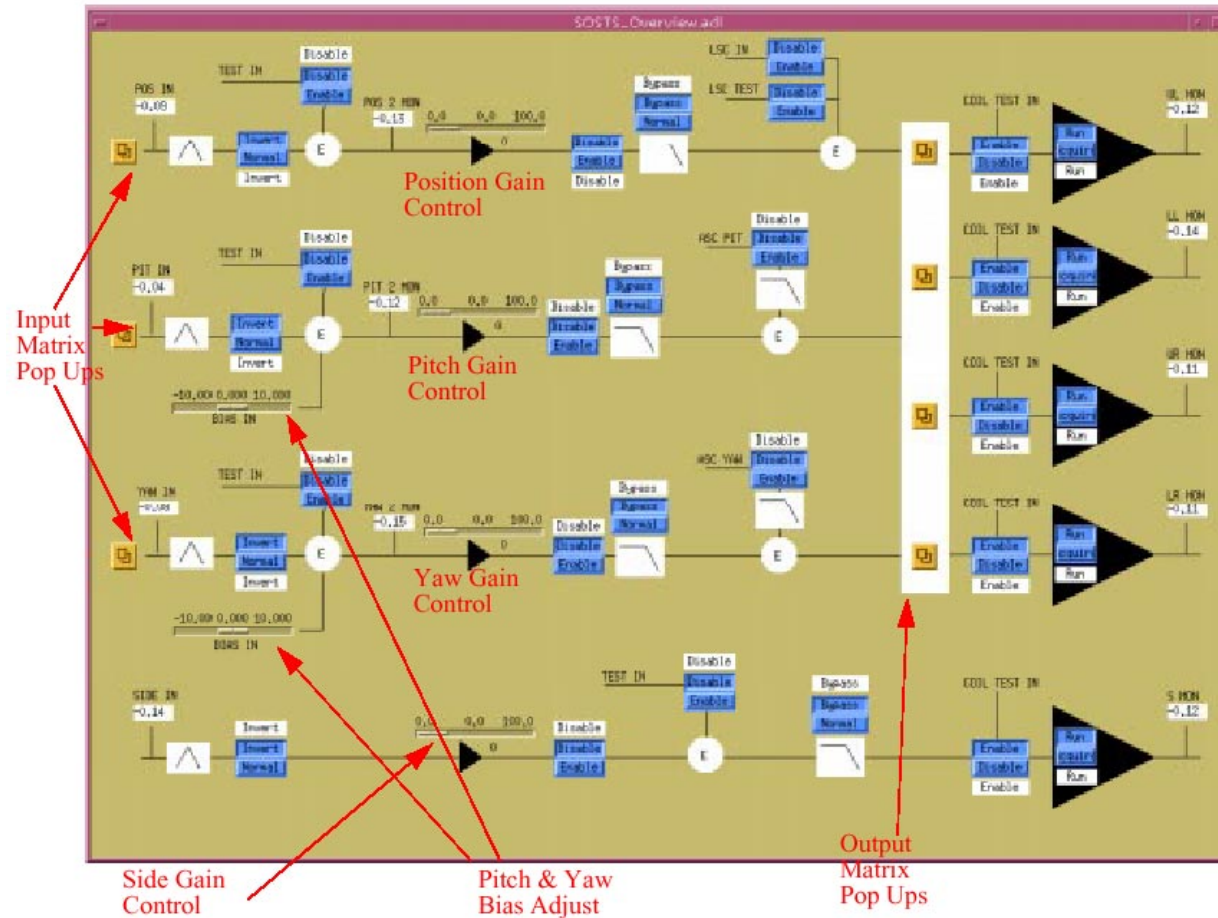 SOSTS_Overview.adl
Disable
TEST IN
Disable
Enable
POS IN
-0.09
Invert
Normal
Invert
POS 2 MON
-0.13
0.0 0.0 100.0
0
Position Gain
Control
Disable
Enable
Disable
Bypass
Bypass
Normal
LSC IN
Disable
Enable
LSC TEST
Disable
Enable
E
E
COIL TEST IN
Enable
Disable
Enable
Run
Run
UL MON
-0.12
Disable
TEST IN
Disable
Enable
PIT IN
-0.04
Invert
Normal
Invert
E
-10.000 0.000 10.000
BIAS IN
PIT 2 MON
-0.12
0.0 0.0 100.0
0
Pitch Gain
Control
Disable
Disable
Enable
Bypass
Bypass
Normal
Disable
ASC PIT
Disable
Enable
E
COIL TEST IN
Enable
Disable
Enable
Run
Run
LL MON
-0.14
Input
Matrix
Pop Ups
COIL TEST IN
Enable
Disable
Enable
Run
Run
UR MON
-0.11
Disable
TEST IN
Disable
Enable
YAW IN
Invert
Normal
Invert
E
-10.000 0.000 10.000
BIAS IN
YAW 2 MON
-0.15
0.0 0.0 100.0
0
Yaw Gain
Control
Disable
Disable
Enable
Bypass
Bypass
Normal
Disable
ASC YAW
Disable
Enable
E
COIL TEST IN
Enable
Disable
Enable
Run
Run
LR MON
-0.11
SIDE IN
-0.14
Invert
Invert
Normal
0.0 0.0 100.0
0
Disable
Disable
Enable
TEST IN
Disable
Disable
Enable
E
Bypass
Bypass
Normal
COIL TEST IN
Enable
Disable
Enable
Run
Run
S MON
-0.12
Side Gain
Control
Pitch & Yaw
Bias Adjust
Output
Matrix
Pop Ups